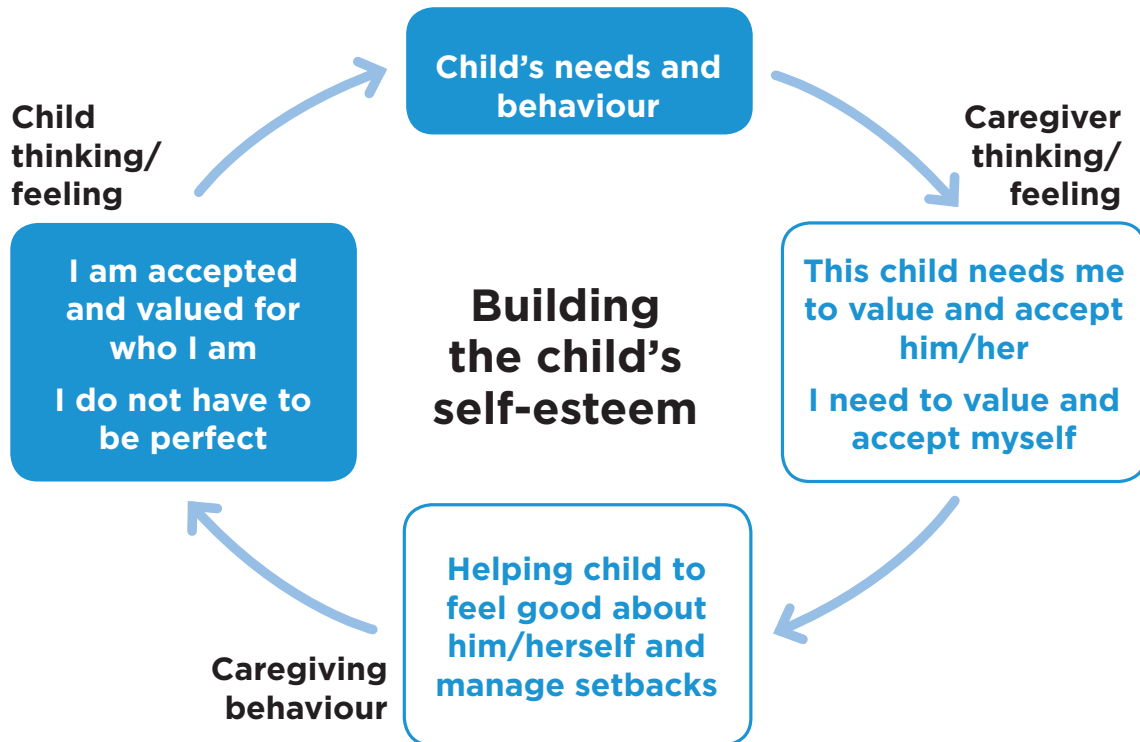 Child's needs and
behaviour
Caregiver
thinking/
feeling
This child needs me
to value and accept
him/her
I need to value and
accept myself
Helping child to
feel good about
him/herself and
manage setbacks
Caregiving
behaviour
Child
thinking/
feeling
I am accepted
and valued for
who I am
I do not have to
be perfect
Building
the child's
self-esteem